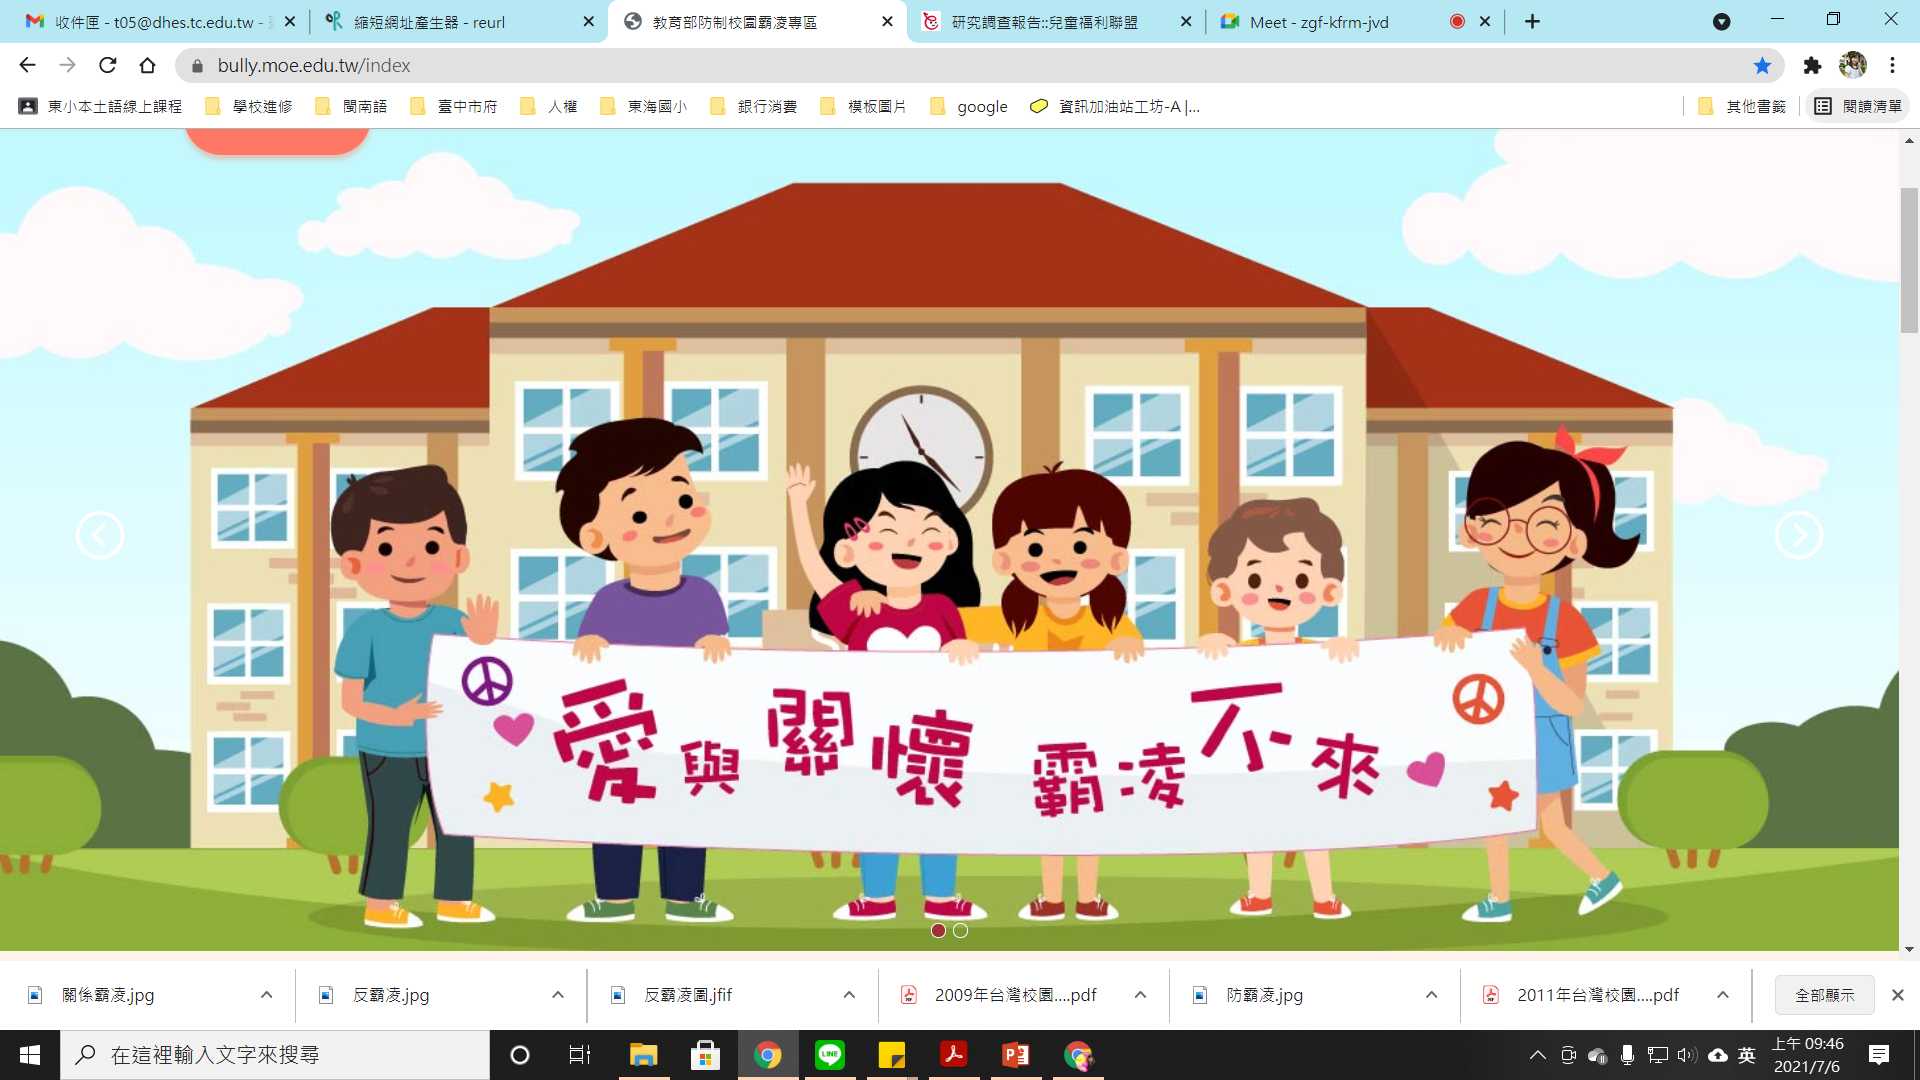 收件匣 - t05@dhes.tc.edu.tw -
縮短網址產生器 - reurl
教育部防制校園霸凌專區
研究調查報告::兒童福利聯盟
Meet - zgf-kfrm-jvd
bully.moe.edu.tw/index
東小本土語線上課程
學校進修
閩南語
臺中市府
人權
東海國小
銀行消費
模板圖片
google
資訊加油站工坊-A |...
其他書籤
閱讀清單
愛與關懷 霸凌不來
關係霸凌.jpg
反霸凌.jpg
反霸凌圖.jfif
2009年台灣校園....pdf
防霸凌.jpg
2011年台灣校園....pdf
全部顯示
在這裡輸入文字來搜尋
LINE
英
上午 09:46
2021/7/6